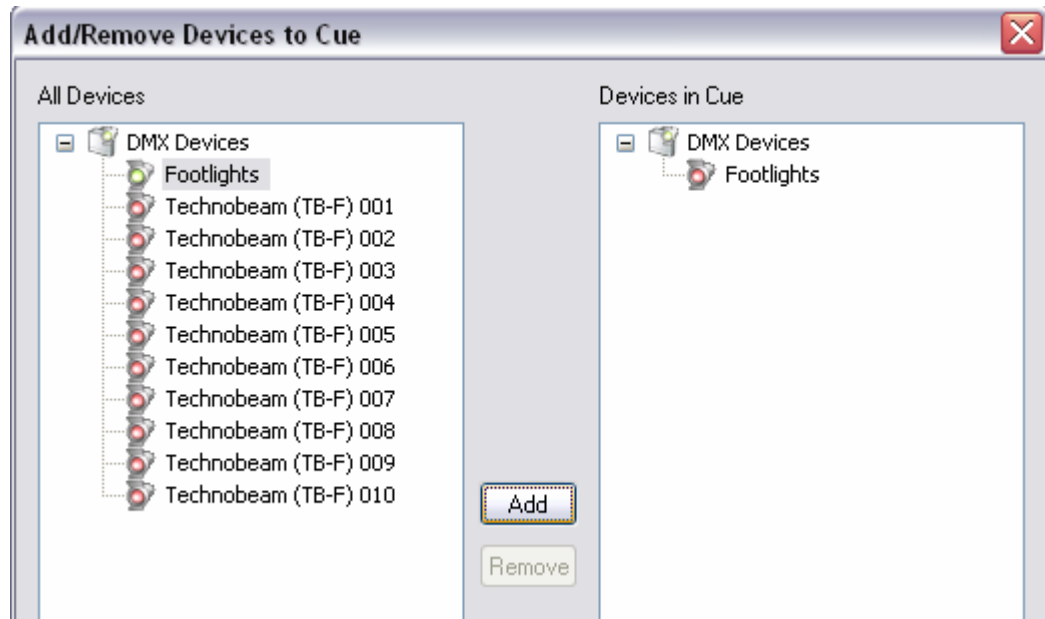 Add/Remove Devices to Cue
All Devices
DMX Devices
Footlights
Technobeam (TB-F) 001
Technobeam (TB-F) 002
Technobeam (TB-F) 003
Technobeam (TB-F) 004
Technobeam (TB-F) 005
Technobeam (TB-F) 006
Technobeam (TB-F) 007
Technobeam (TB-F) 008
Technobeam (TB-F) 009
Technobeam (TB-F) 010
Add
Remove
Devices in Cue
DMX Devices
Footlights